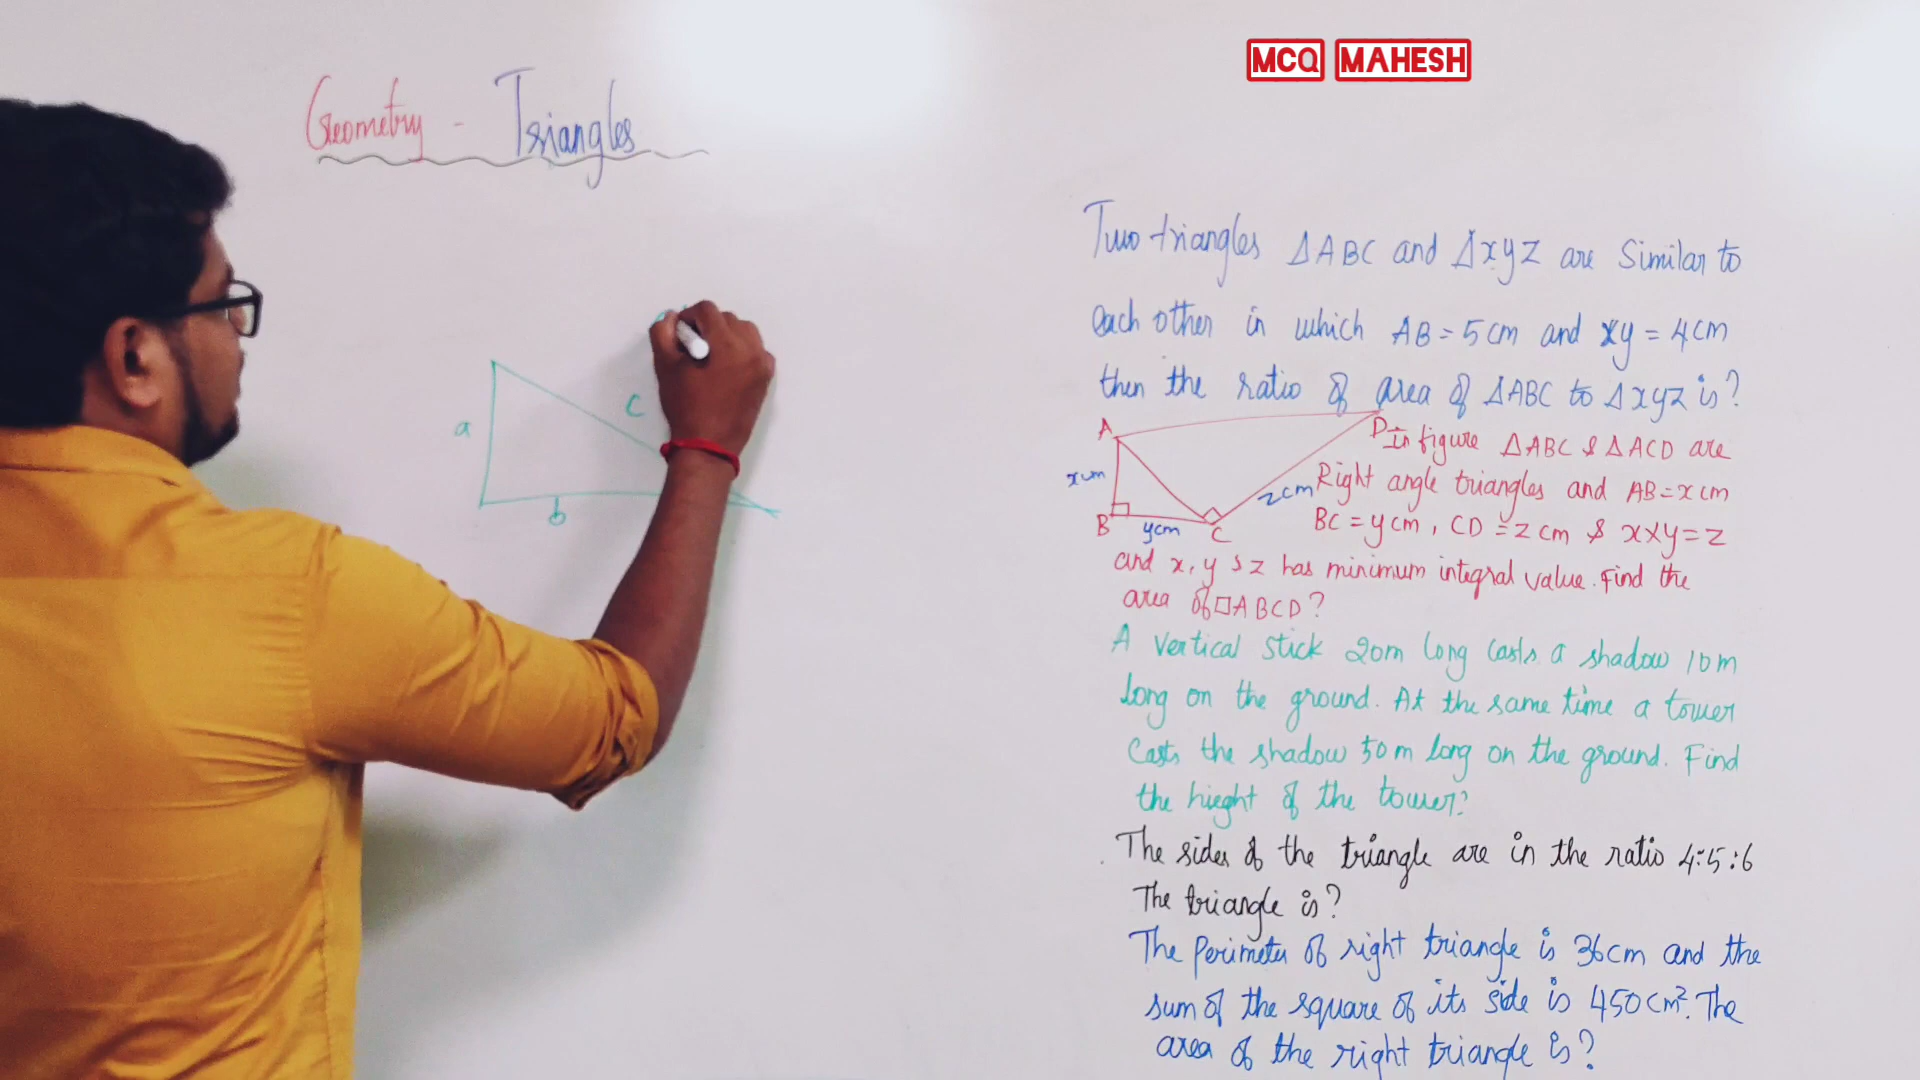 MCQ MAHESH
Geometry - Triangles
a
b
c
Two triangles ΔABC and Δxyz are Similar to
each other in which AB = 5cm and xy = 4cm
then the ratio of area of ΔABC to Δxyz is?
A
D
x cm
B
y cm
C
z cm
In figure ΔABC & ΔACD are
Right angle triangles and AB = x cm
BC = y cm, CD = z cm & x×y = z
and x, y & z has minimum integral value. Find the
area of □ABCD?
A vertical stick 20m long casts a shadow 10m
long on the ground. At the same time a tower
Casts the shadow 50m long on the ground. Find
the hieght of the tower?
The sides of the triangle are in the ratio 4:5:6
The triangle is?
The perimeter of right triangle is 36cm and the
sum of the square of its side is 450cm². The
area of the right triangle is?